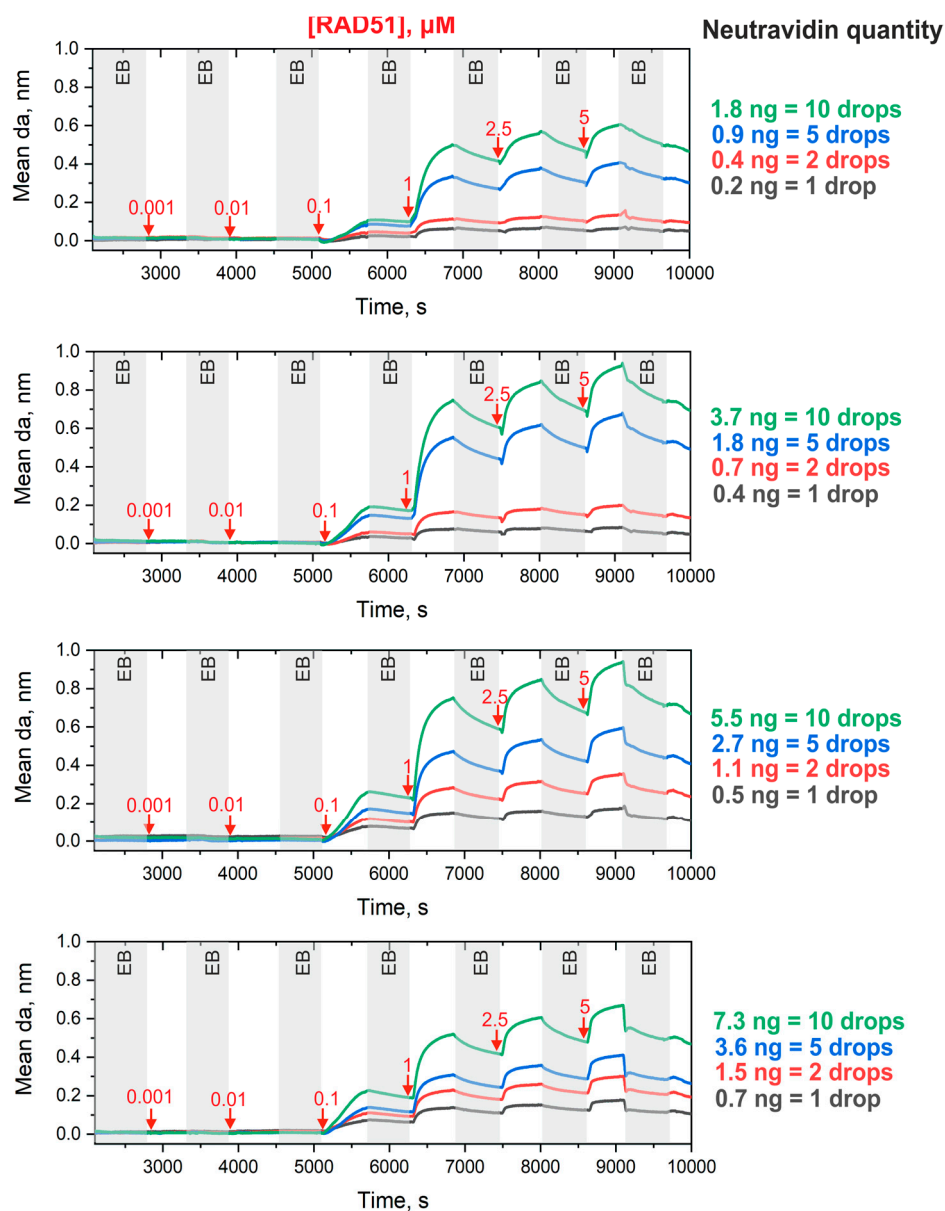 [RAD51], µM
Neutravidin quantity
Mean da, nm
1.0
0.8
0.6
0.4
0.2
0.0
EB EB EB EB EB EB EB
0.001 0.01 0.1 1 2.5 5
3000 4000 5000 6000 7000 8000 9000 10000
Time, s
1.8 ng = 10 drops
0.9 ng = 5 drops
0.4 ng = 2 drops
0.2 ng = 1 drop
Mean da, nm
1.0
0.8
0.6
0.4
0.2
0.0
EB EB EB EB EB EB EB
0.001 0.01 0.1 1 2.5 5
3000 4000 5000 6000 7000 8000 9000 10000
Time, s
3.7 ng = 10 drops
1.8 ng = 5 drops
0.7 ng = 2 drops
0.4 ng = 1 drop
Mean da, nm
1.0
0.8
0.6
0.4
0.2
0.0
EB EB EB EB EB EB EB
0.001 0.01 0.1 1 2.5 5
3000 4000 5000 6000 7000 8000 9000 10000
Time, s
5.5 ng = 10 drops
2.7 ng = 5 drops
1.1 ng = 2 drops
0.5 ng = 1 drop
Mean da, nm
1.0
0.8
0.6
0.4
0.2
0.0
EB EB EB EB EB EB EB
0.001 0.01 0.1 1 2.5 5
3000 4000 5000 6000 7000 8000 9000 10000
Time, s
7.3 ng = 10 drops
3.6 ng = 5 drops
1.5 ng = 2 drops
0.7 ng = 1 drop